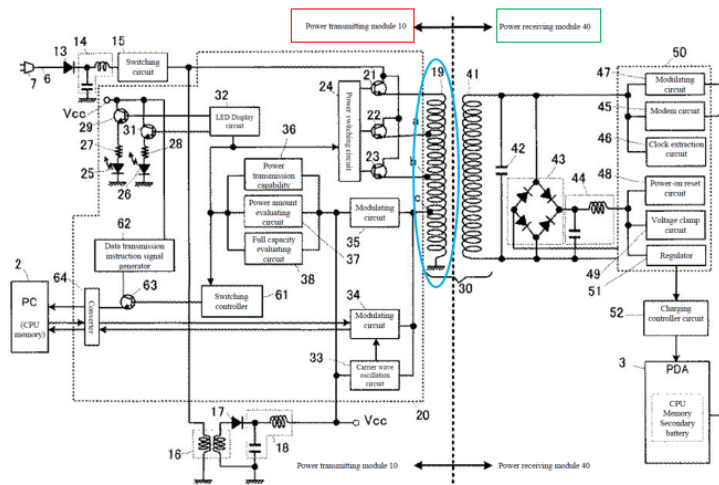 Power transmitting module 10
Power receiving module 40
13
14
15
Switching circuit
7
6
Vcc
29
31
27
28
25
26
32
LED Display circuit
24
Power switching circuit
21
22
23
a
b
c
19
41
30
36
Power transmission capability
Power amount evaluating circuit
37
Full capacity evaluating circuit
38
Modulating circuit
35
62
Data transmission instruction signal generator
63
64
Converter
2
PC
(CPU memory)
61
Switching controller
34
Modulating circuit
33
Carrier wave oscillation circuit
20
16
17
18
Vcc
42
43
44
50
47
Modulating circuit
45
Modem circuit
46
Clock extraction circuit
48
Power-on reset circuit
49
Voltage clamp circuit
51
Regulator
52
Charging controller circuit
3
PDA
CPU
Memory
Secondary
battery
Power transmitting module 10
Power receiving module 40